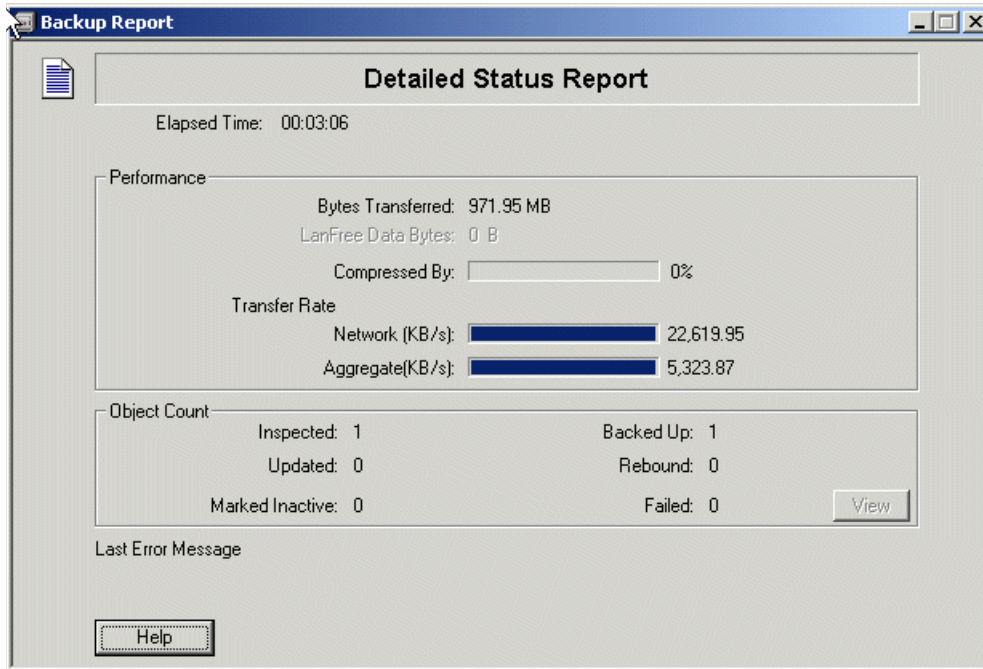 Backup Report
Detailed Status Report
Elapsed Time: 00:03:06
Performance
Bytes Transferred: 971.95 MB
LanFree Data Bytes: 0 B
Compressed By: 0%
Transfer Rate
Network (KB/s): 22,619.95
Aggregate(KB/s): 5,323.87
Object Count
Inspected: 1 Backed Up: 1
Updated: 0 Rebound: 0
Marked Inactive: 0 Failed: 0 View
Last Error Message
Help